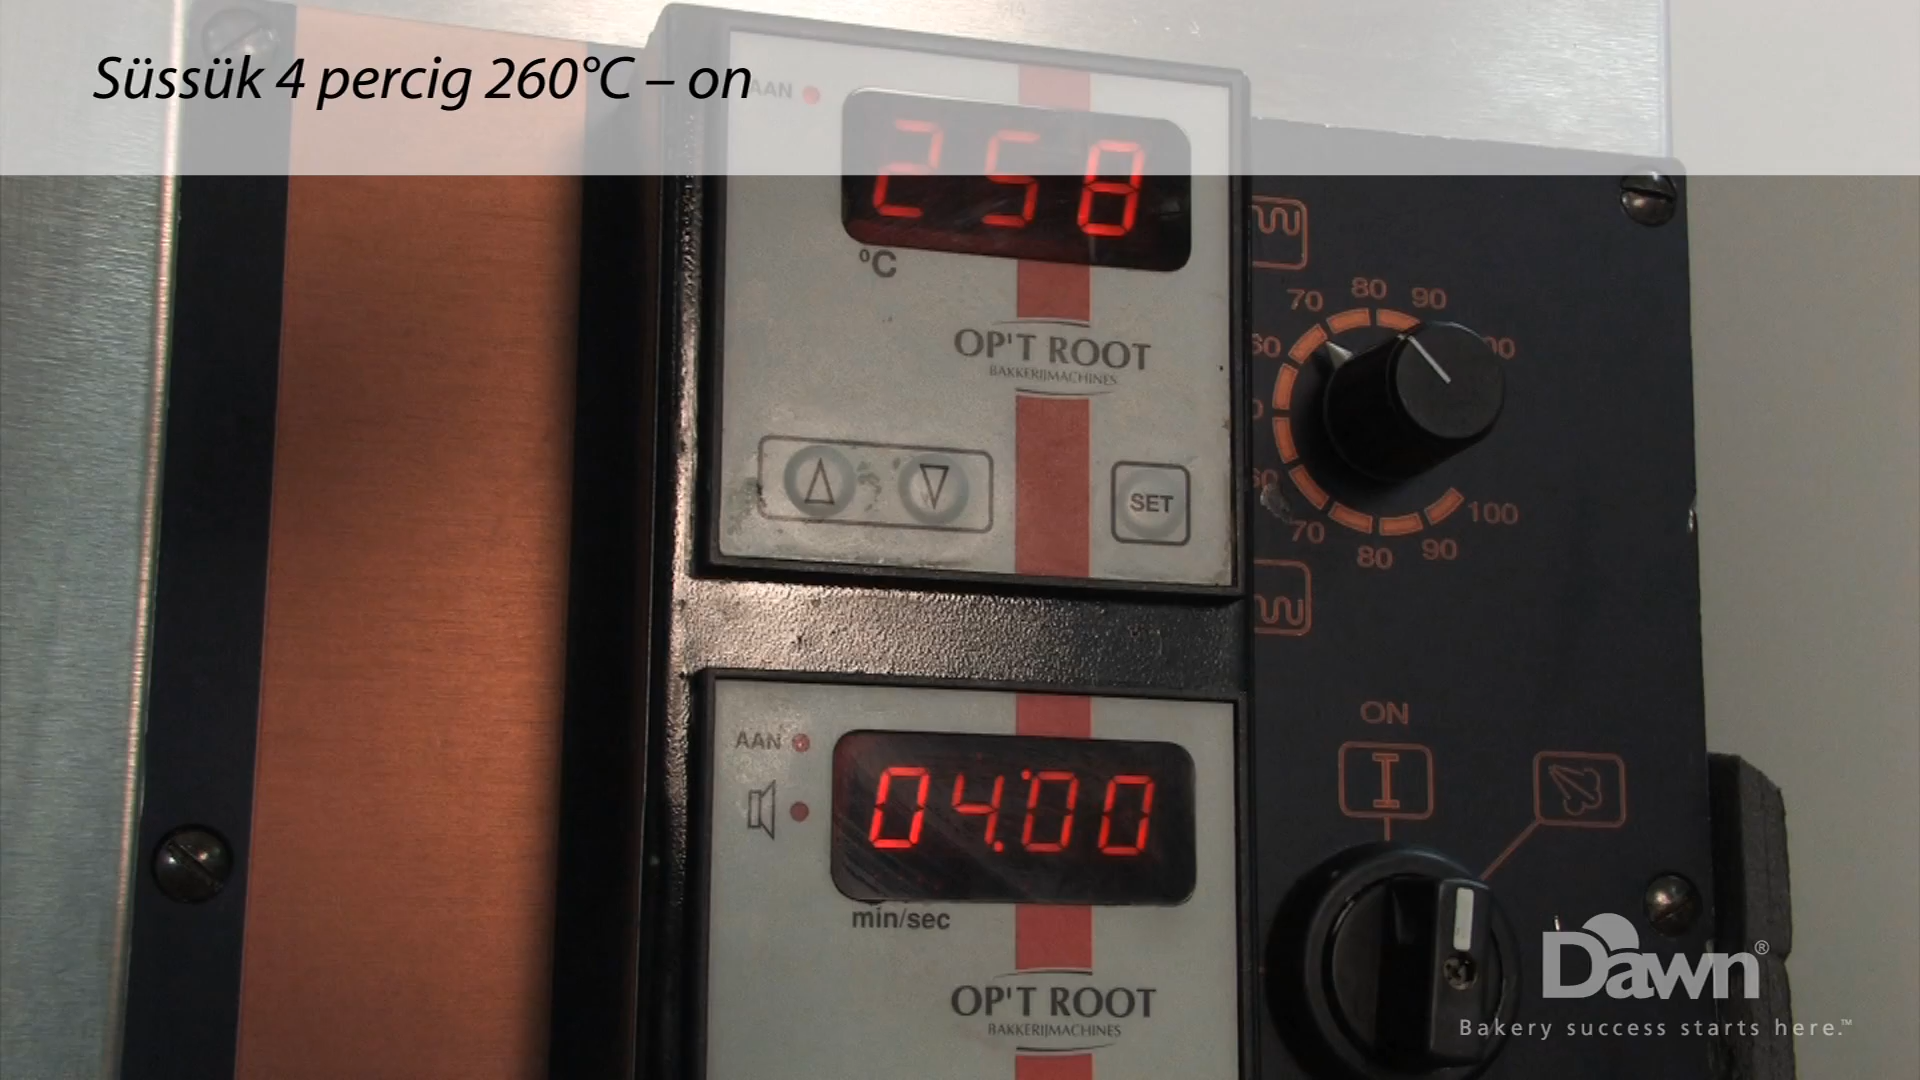 Süssük 4 percig 260°C – on
AAN
258
°C
OP'T ROOT
BAKKERIJMACHINES
SET
70 80 90
60
100
70 80 90 100
AAN
04.00
min/sec
OP'T ROOT
BAKKERIJMACHINES
ON
I
Dawn®
Bakery success starts here.™